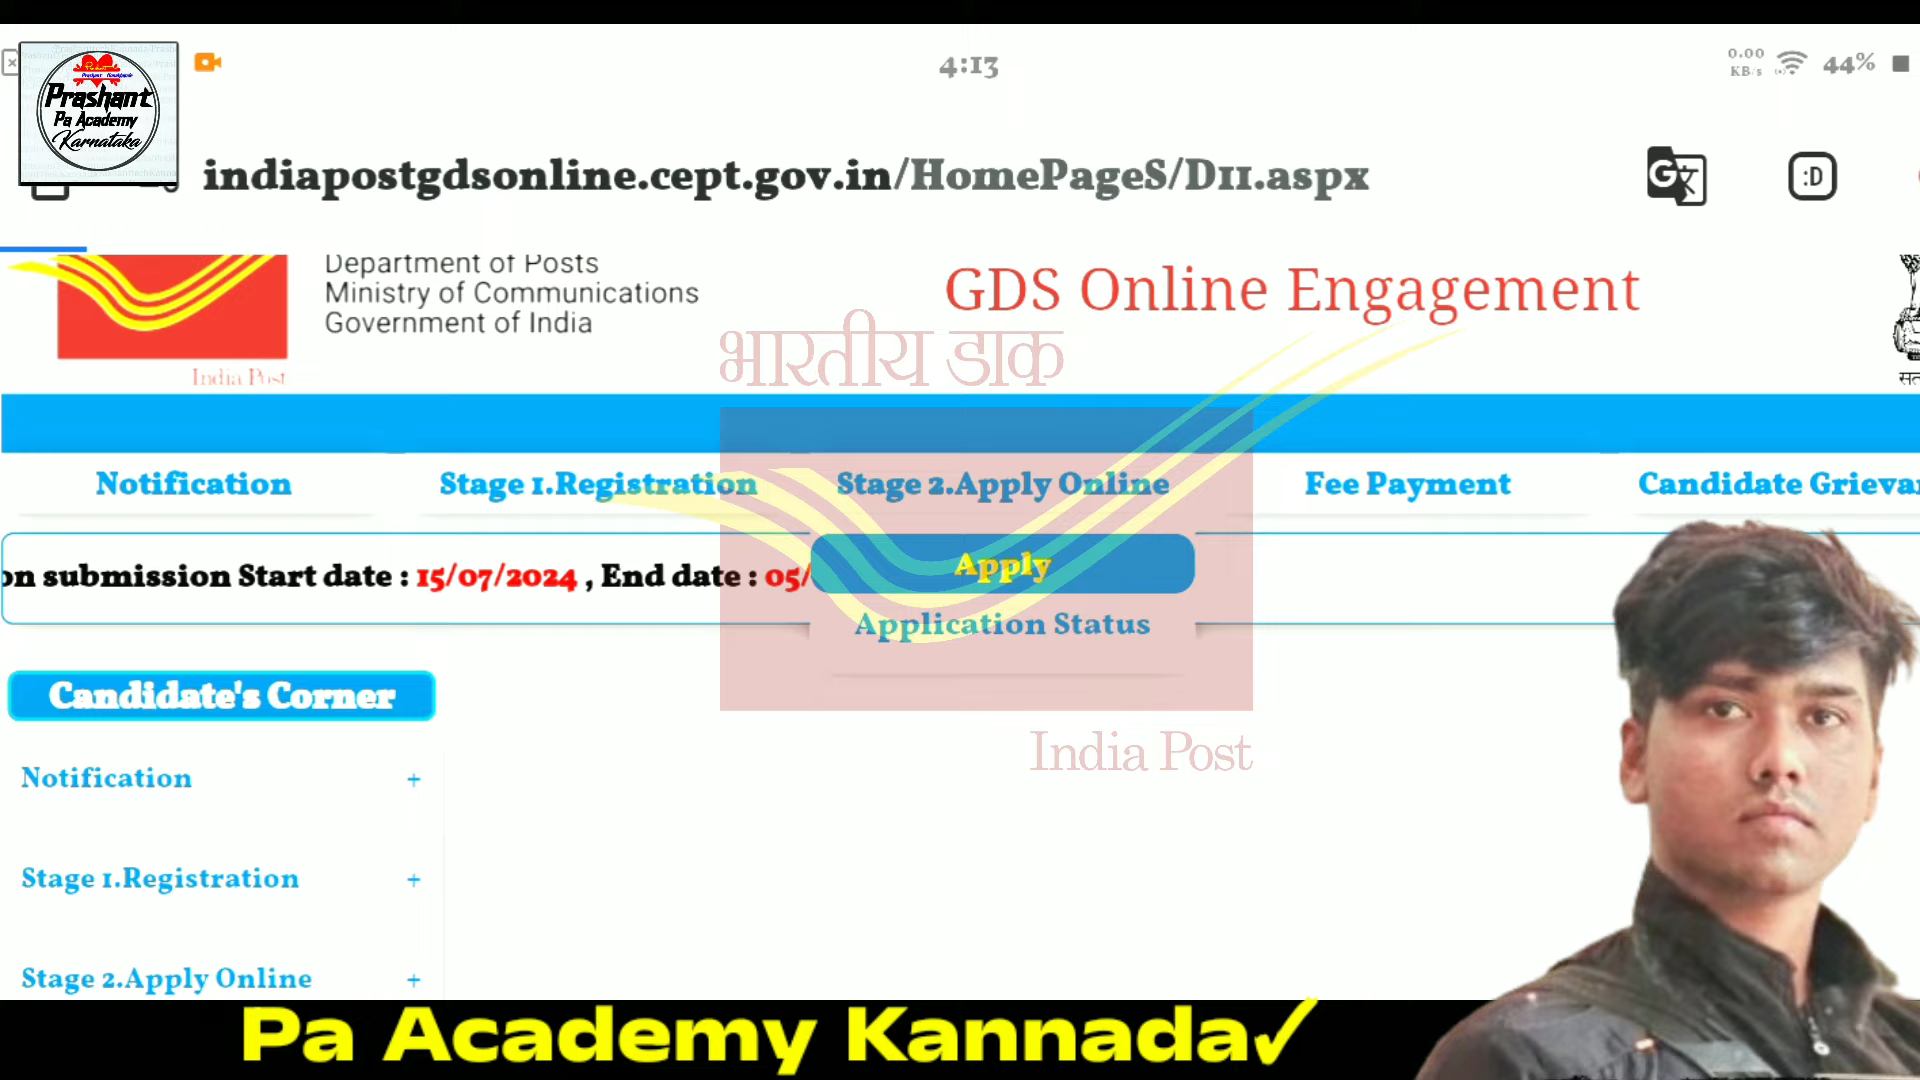 4:13
0.00
KB/s
44%
Prashant
Pa Academy
Karnataka
indiapostgdsonline.cept.gov.in/HomePageS/D11.aspx
:D
Department of Posts
Ministry of Communications
Government of India
India Post
GDS Online Engagement
भारतीय डाक
Notification
Stage 1.Registration
Stage 2.Apply Online
Fee Payment
Candidate Grieva
on submission Start date : 15/07/2024 , End date : 05/
Apply
Application Status
Candidate's Corner
Notification +
India Post
Stage 1.Registration +
Stage 2.Apply Online +
Pa Academy Kannada✓